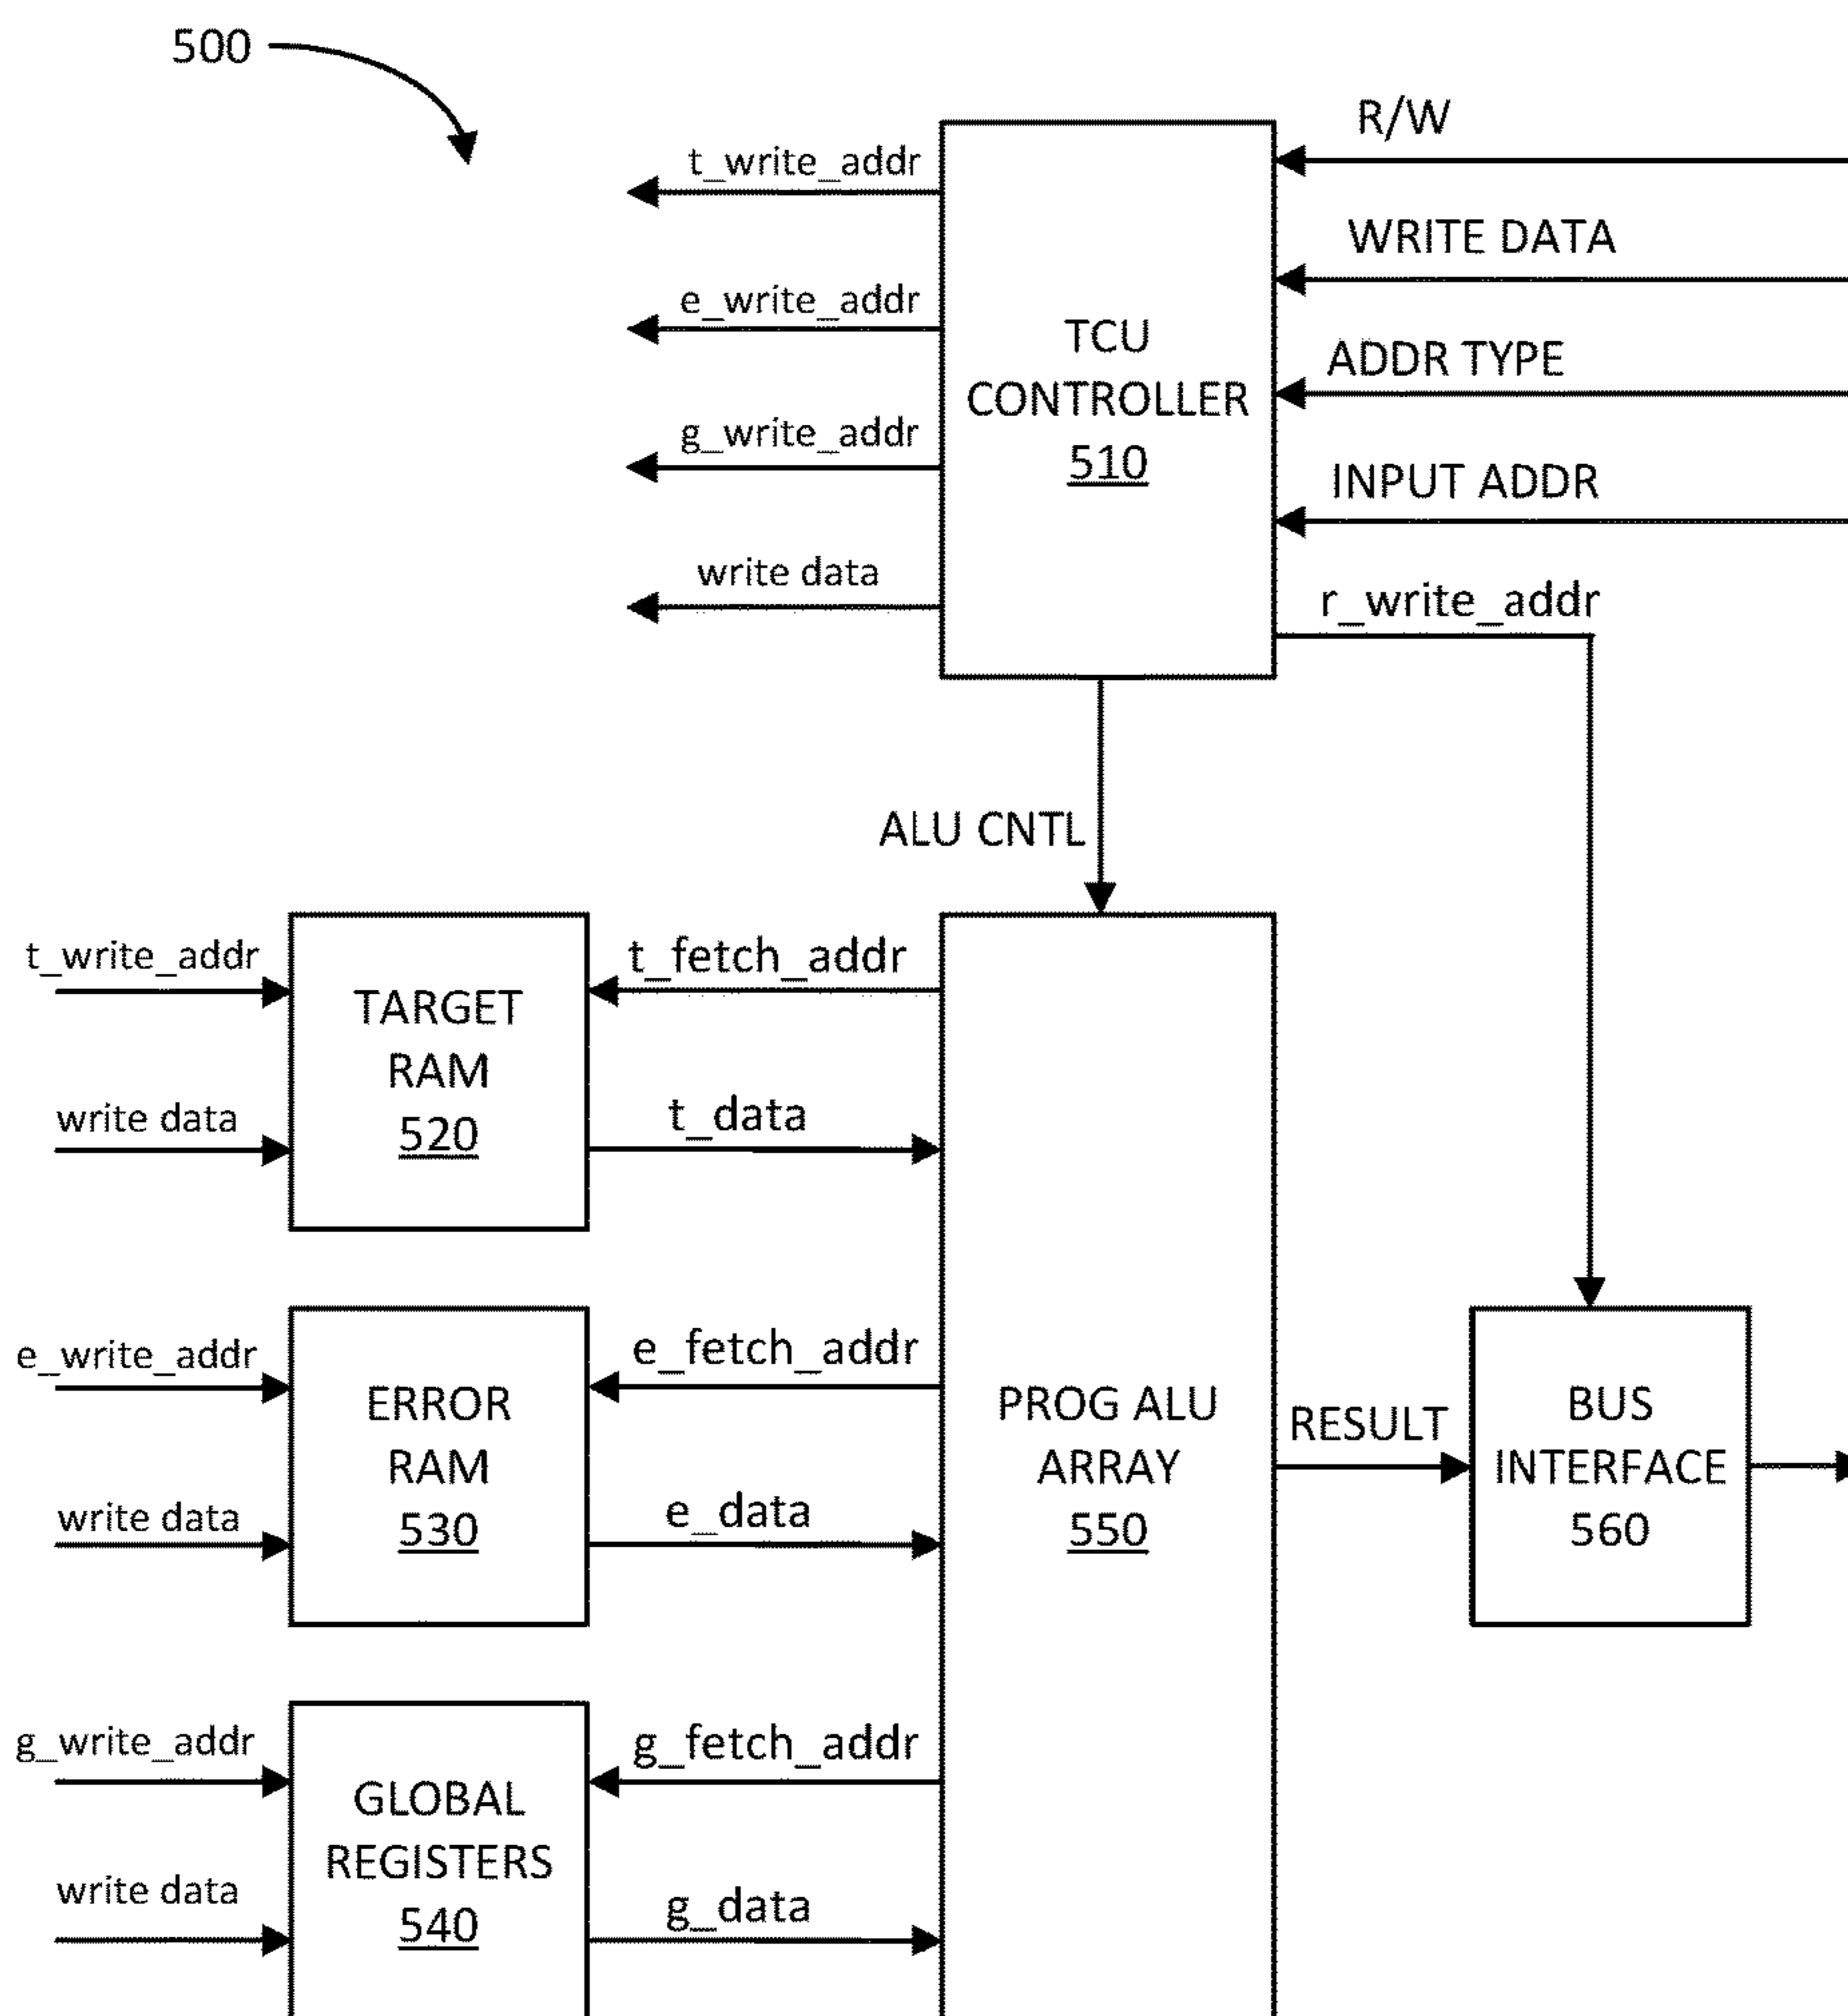 500
R/W
t_write_addr
WRITE DATA
e_write_addr
TCU
CONTROLLER
510
ADDR TYPE
g_write_addr
INPUT ADDR
write data
r_write_addr
ALU CNTL
t_write_addr
t_fetch_addr
TARGET
RAM
520
write data
t_data
e_write_addr
e_fetch_addr
ERROR
RAM
530
write data
e_data
PROG ALU
ARRAY
550
RESULT
BUS
INTERFACE
560
g_write_addr
g_fetch_addr
GLOBAL
REGISTERS
540
write data
g_data